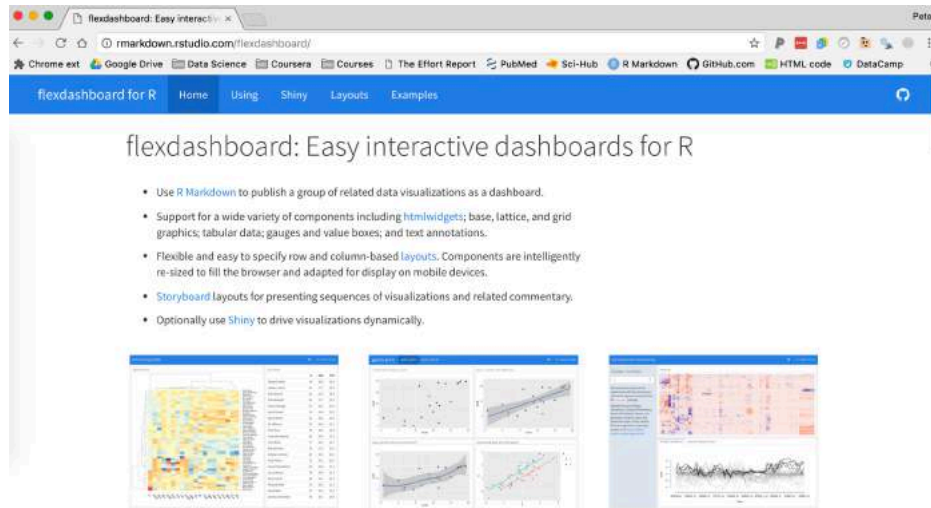 flexdashboard: Easy interactiv
Pete
rmarkdown.rstudio.com/flexdashboard/
Chrome ext Google Drive Data Science Coursera Courses The Effort Report PubMed Sci-Hub R Markdown GitHub.com HTML code DataCamp
flexdashboard for R Home Using Shiny Layouts Examples
flexdashboard: Easy interactive dashboards for R
• Use R Markdown to publish a group of related data visualizations as a dashboard.
• Support for a wide variety of components including htmlwidgets; base, lattice, and grid
graphics; tabular data; gauges and value boxes; and text annotations.
• Flexible and easy to specify row and column-based layouts. Components are intelligently
re-sized to fill the browser and adapted for display on mobile devices.
• Storyboard layouts for presenting sequences of visualizations and related commentary.
• Optionally use Shiny to drive visualizations dynamically.